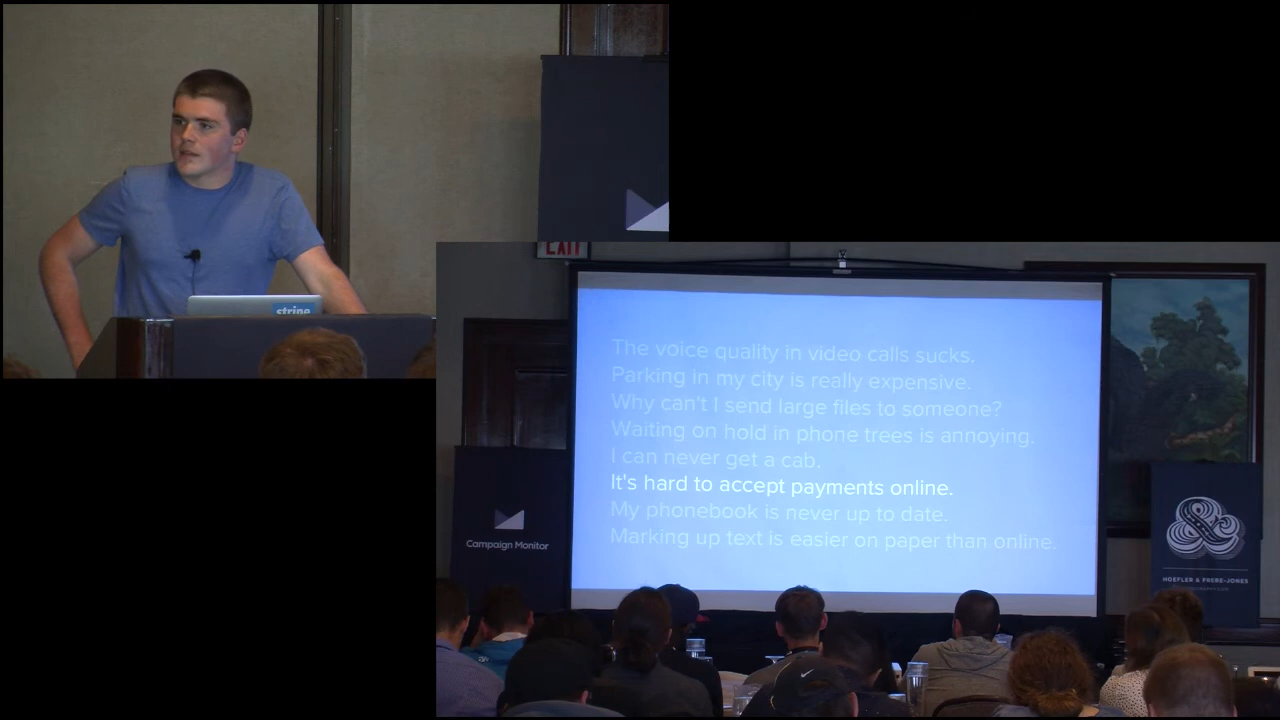 stripe
EXIT
The voice quality in video calls sucks.
Parking in my city is really expensive.
Why can't I send large files to someone?
Waiting on hold in phone trees is annoying.
I can never get a cab.
It's hard to accept payments online.
My phonebook is never up to date.
Marking up text is easier on paper than online.
Campaign Monitor
&
HOEFLER & FRERE-JONES